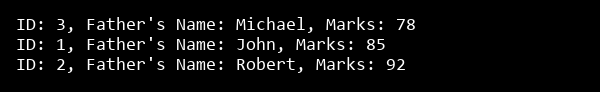 ID: 3, Father's Name: Michael, Marks: 78
ID: 1, Father's Name: John, Marks: 85
ID: 2, Father's Name: Robert, Marks: 92